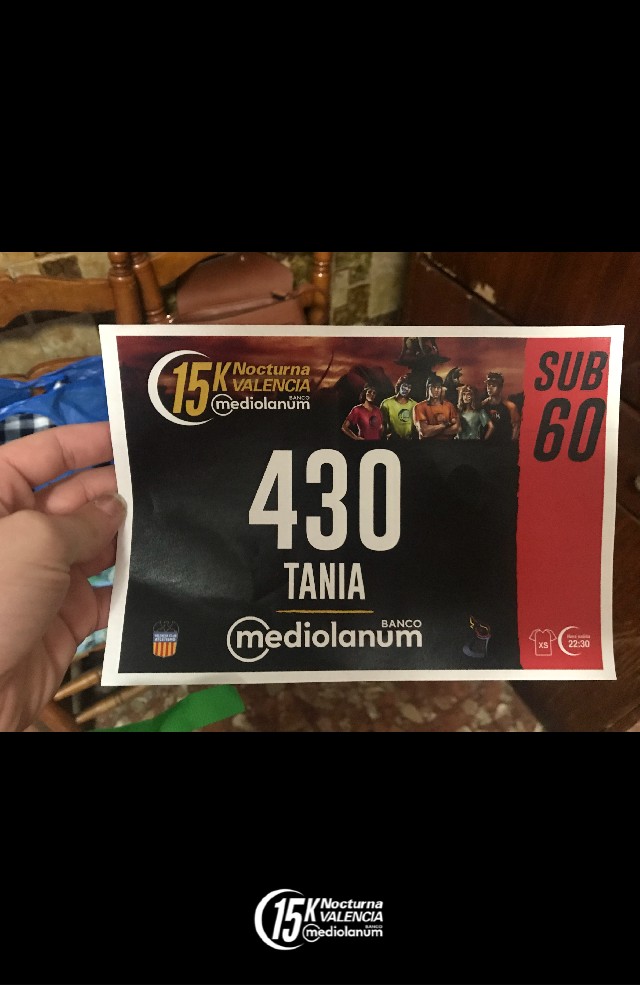 15K Nocturna
VALENCIA
BANCO
mediolanum
SUB
60
430
TANIA
BANCO
mediolanum
XS
22:30
15K Nocturna
VALENCIA
BANCO
mediolanum